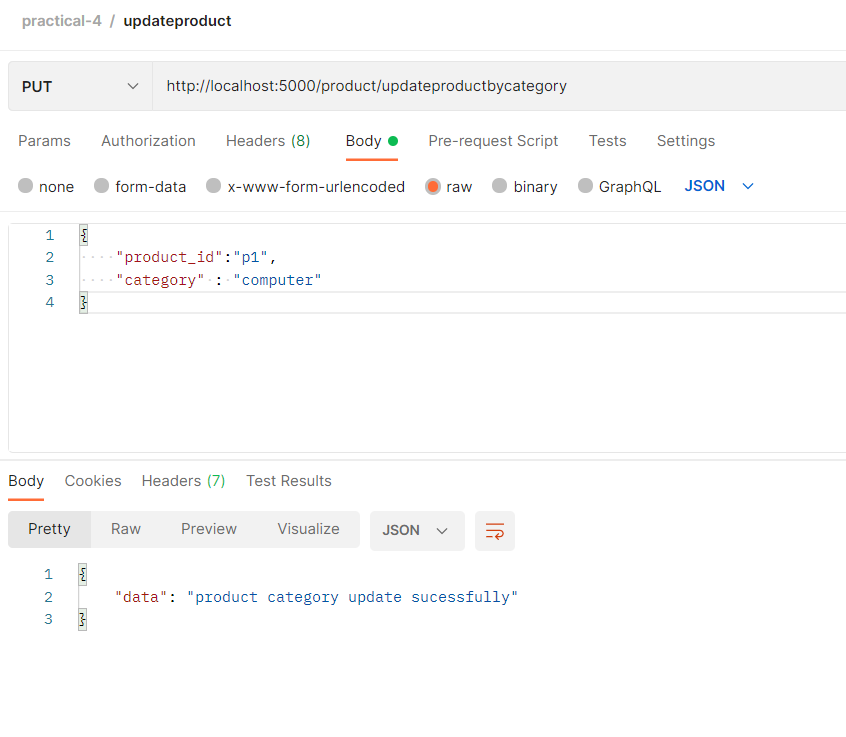 practical-4 / updateproduct
PUT http://localhost:5000/product/updateproductbycategory
Params Authorization Headers (8) Body Pre-request Script Tests Settings
none form-data x-www-form-urlencoded raw binary GraphQL JSON
1 {
2 ····"product_id":"p1",
3 ····"category"·:·"computer"
4 }
Body Cookies Headers (7) Test Results
Pretty Raw Preview Visualize JSON
1 {
2 "data": "product category update sucessfully"
3 }